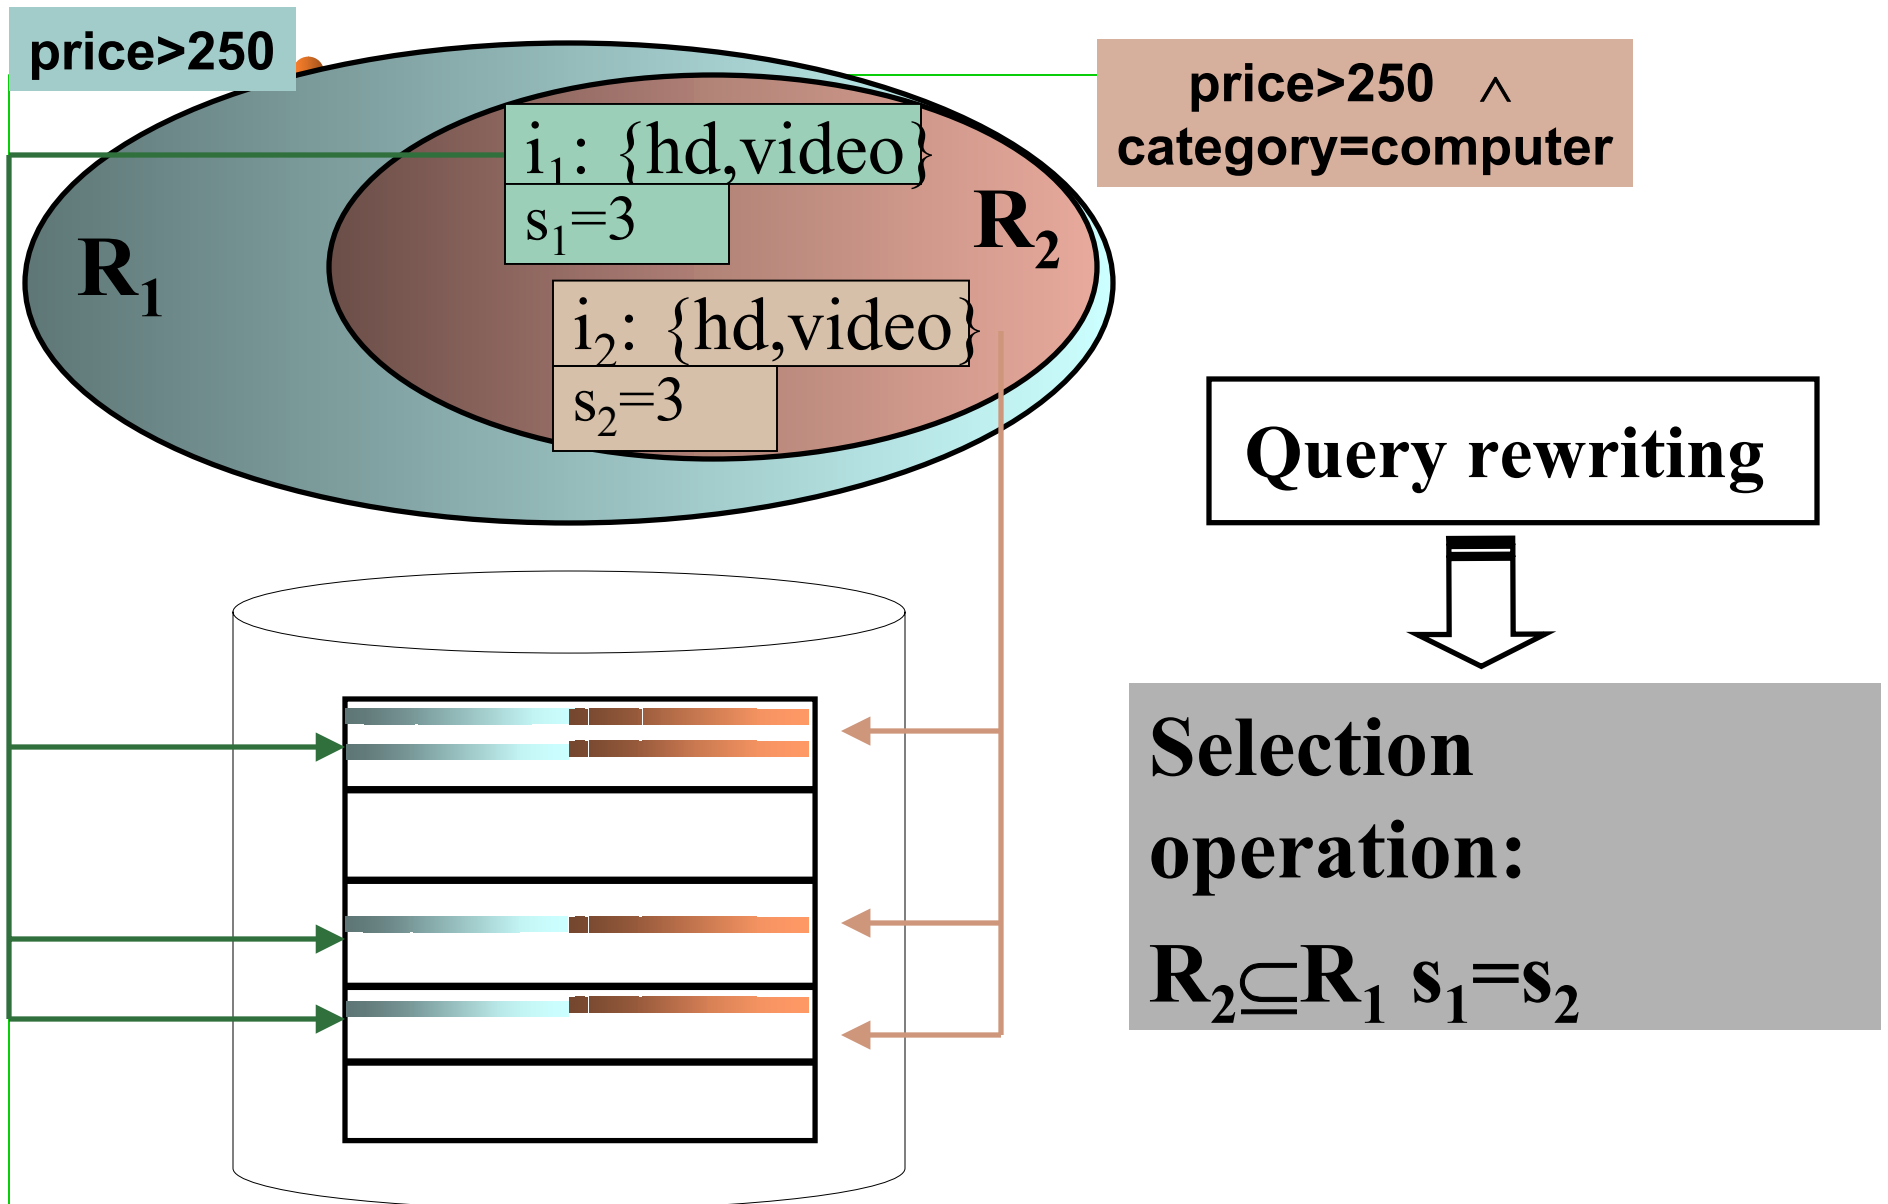 price>250
price>250 ∧
category=computer
i₁: {hd,video}
s₁=3
R₁
R₂
i₂: {hd,video}
s₂=3
Query rewriting
Selection
operation:
R₂⊆R₁ s₁=s₂